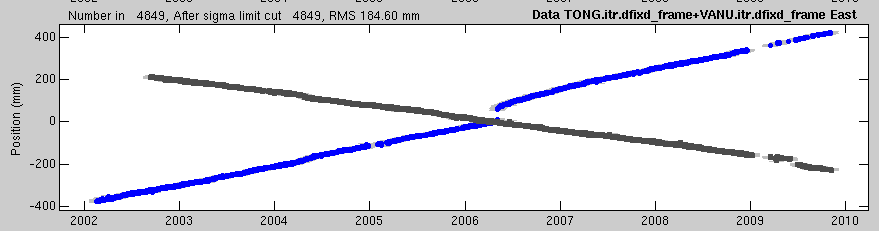 Number in 4849, After sigma limit cut 4849, RMS 184.60 mm
Data TONG.itr.dfixd_frame+VANU.itr.dfixd_frame East
400
200
0
-200
-400
Position (mm)
2002 2003 2004 2005 2006 2007 2008 2009 2010